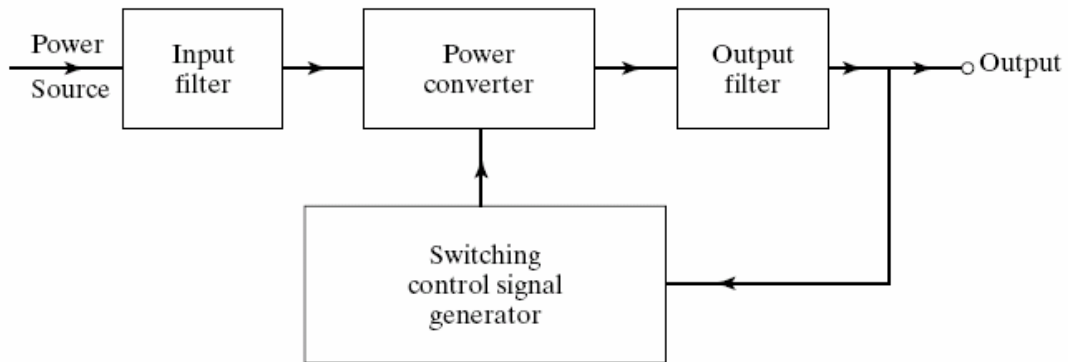 Power
Source
Input
filter
Power
converter
Output
filter
Output
Switching
control signal
generator